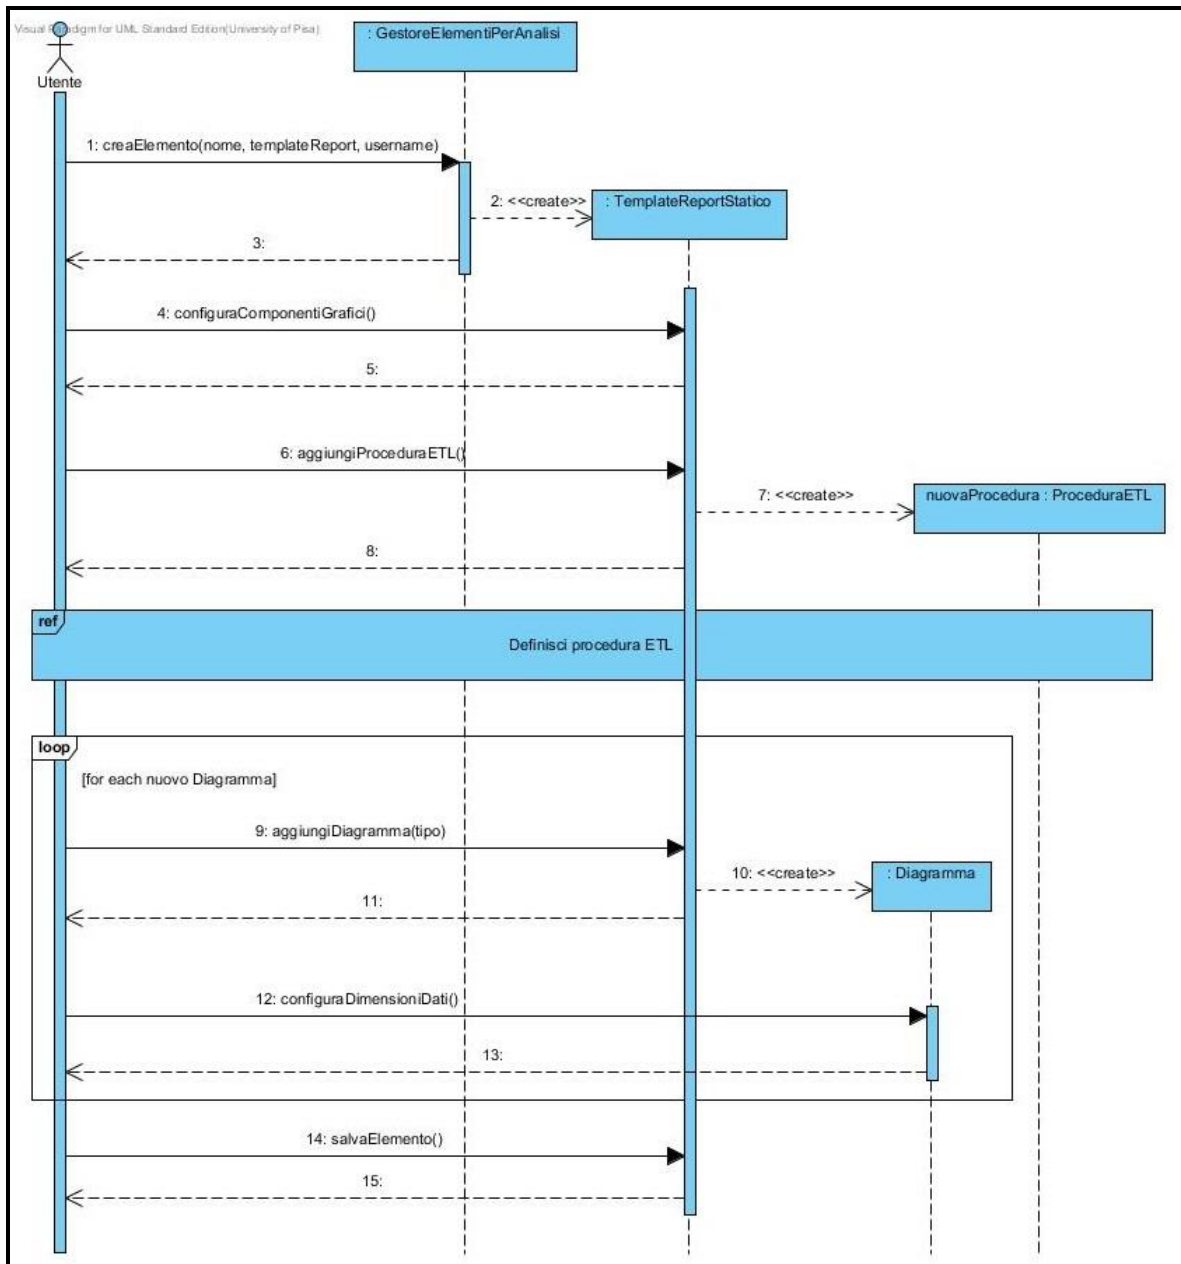 Visual Paradigm for UML Standard Edition(University of Pisa)
: GestoreElementiPerAnalisi
Utente
1: creaElemento(nome, templateReport, username)
2: <<create>>
: TemplateReportStatico
3:
4: configuraComponentiGrafici()
5:
6: aggiungiProceduraETL()
7: <<create>>
nuovaProcedura : ProceduraETL
8:
ref
Definisci procedura ETL
loop
[for each nuovo Diagramma]
9: aggiungiDiagramma(tipo)
10: <<create>>
: Diagramma
11:
12: configuraDimensioniDati()
13:
14: salvaElemento()
15: